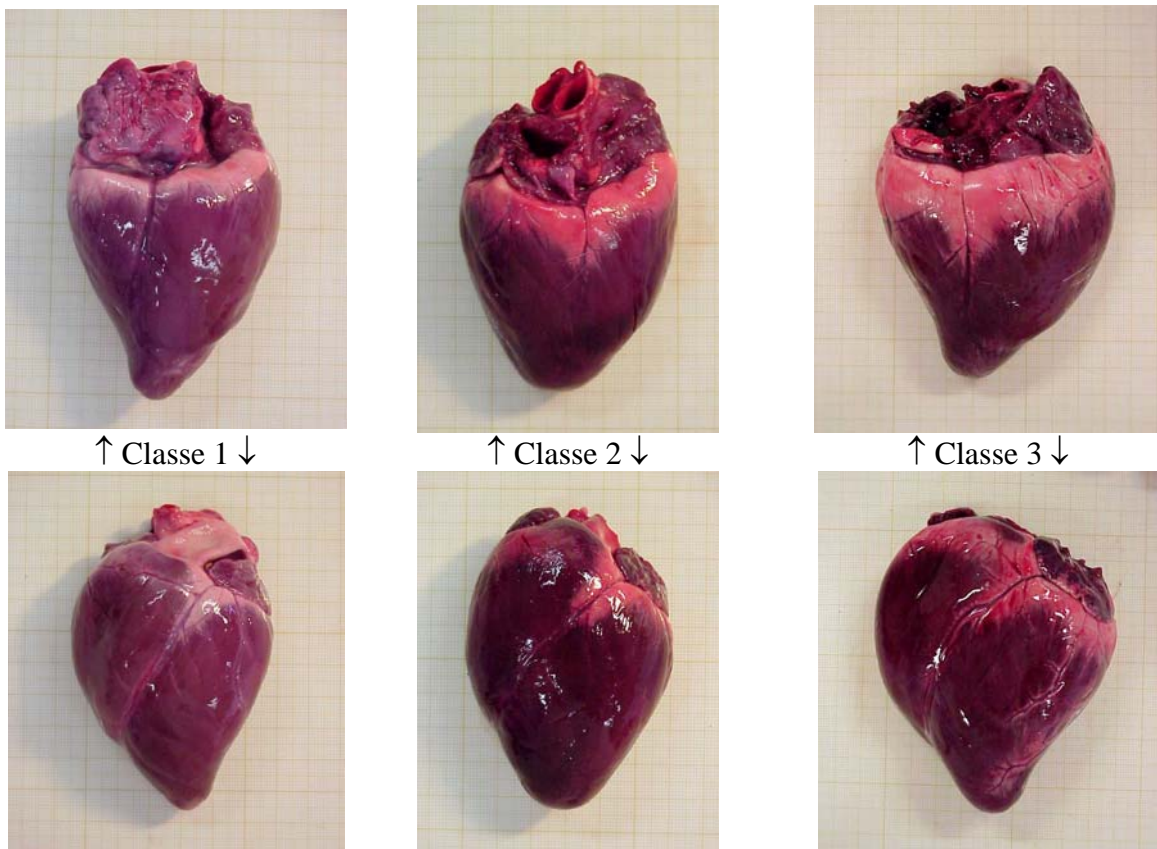 ↑ Classe 1 ↓ ↑ Classe 2 ↓ ↑ Classe 3 ↓